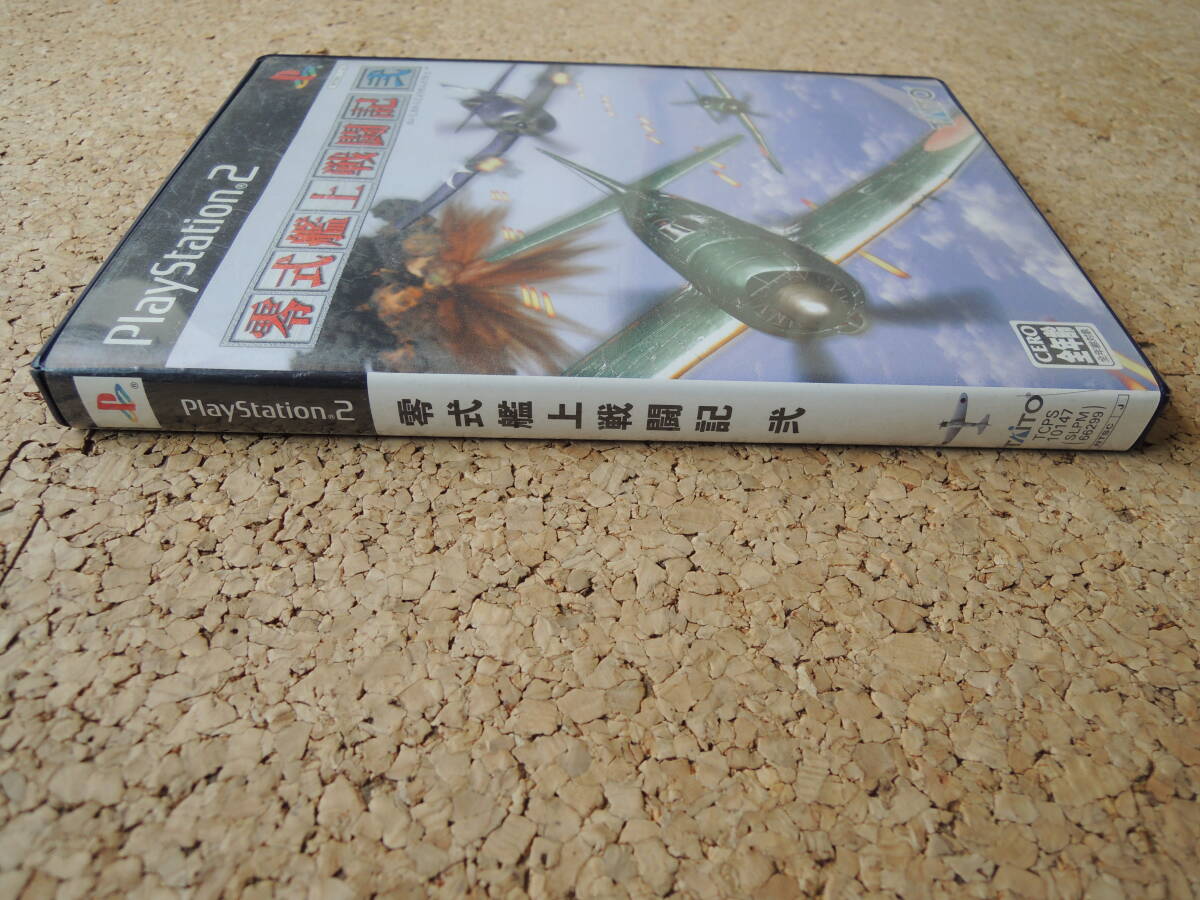 PlayStation®2
零式艦上戦闘記 弐
CERO
全年齢
PlayStation®2
零式艦上戦闘記 弐
TAITO®
TCPS
10147
SLPM
66299
NTSC J